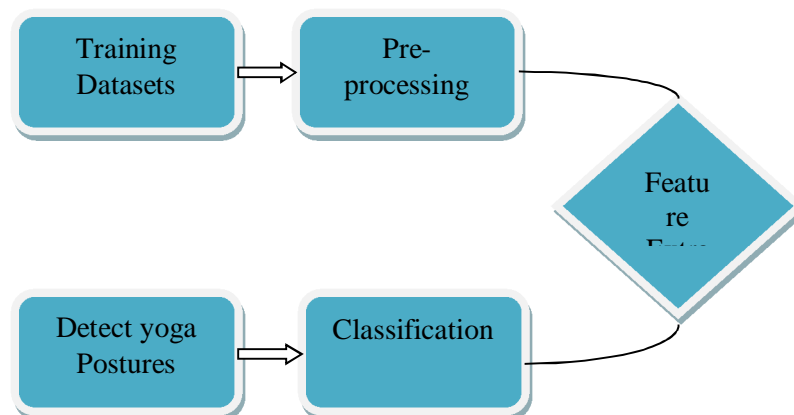 Training
Datasets
Pre-
processing
Featu
re
Detect yoga
Postures
Classification